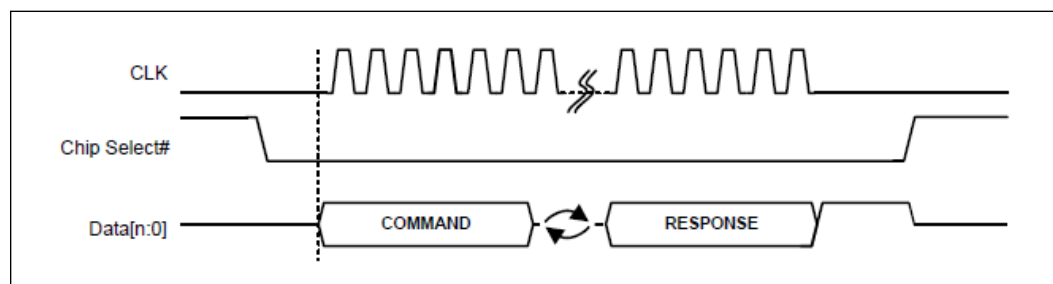 CLK
Chip Select#
Data[n:0]
COMMAND
RESPONSE